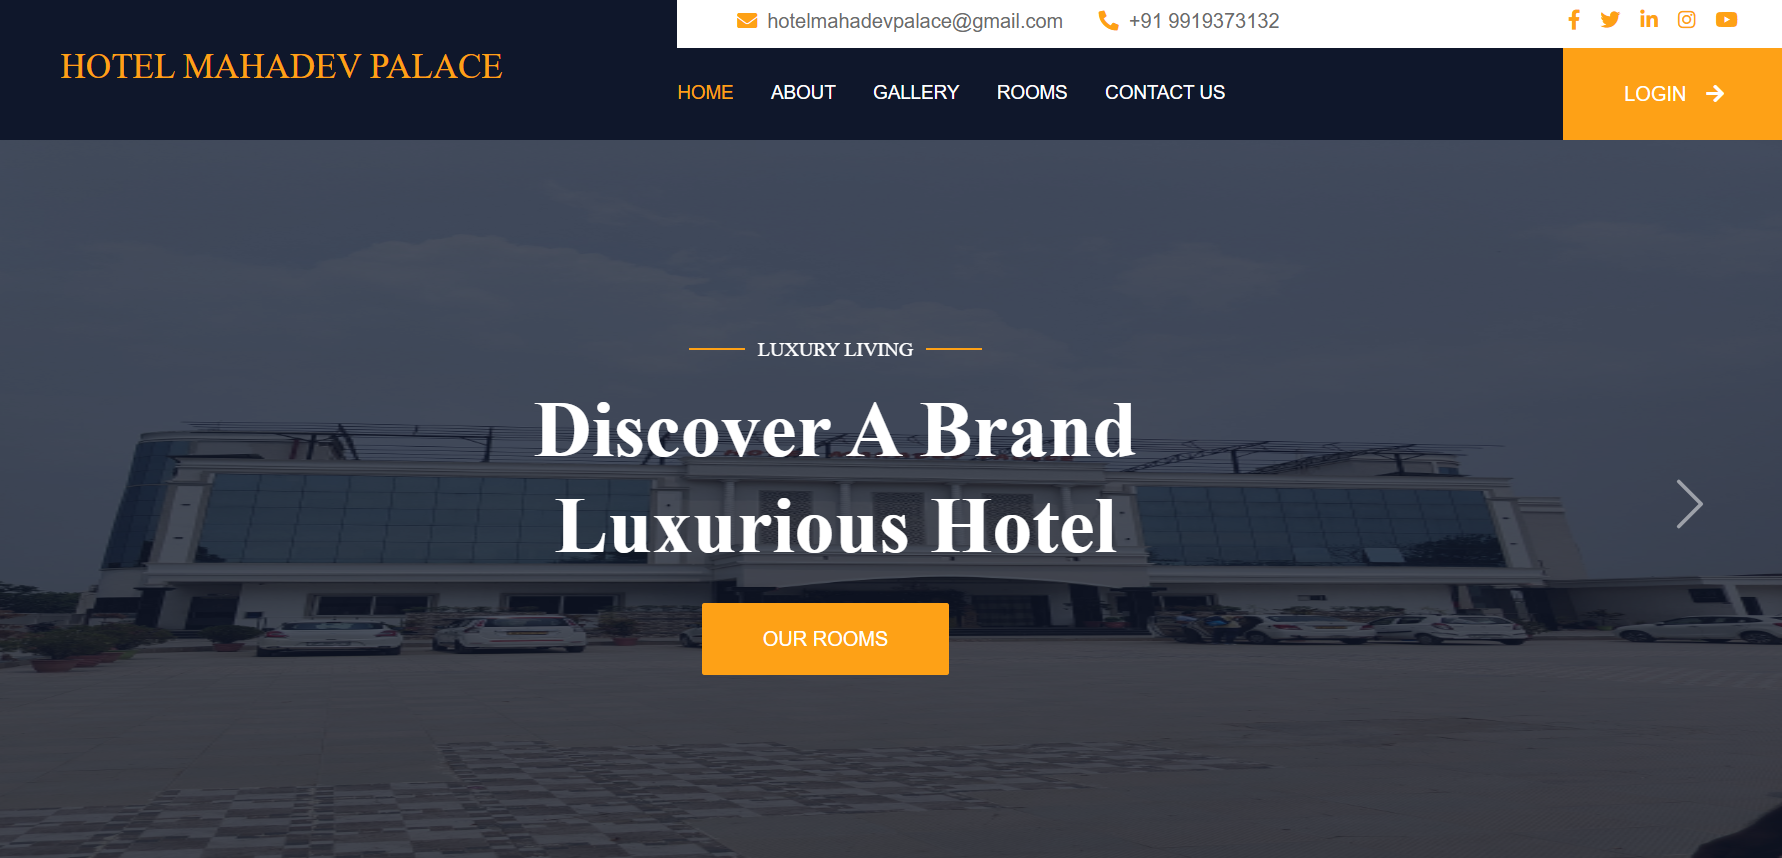 HOTEL MAHADEV PALACE
hotelmahadevpalace@gmail.com
+91 9919373132
HOME
ABOUT
GALLERY
ROOMS
CONTACT US
LOGIN
LUXURY LIVING
Discover A Brand
Luxurious Hotel
OUR ROOMS